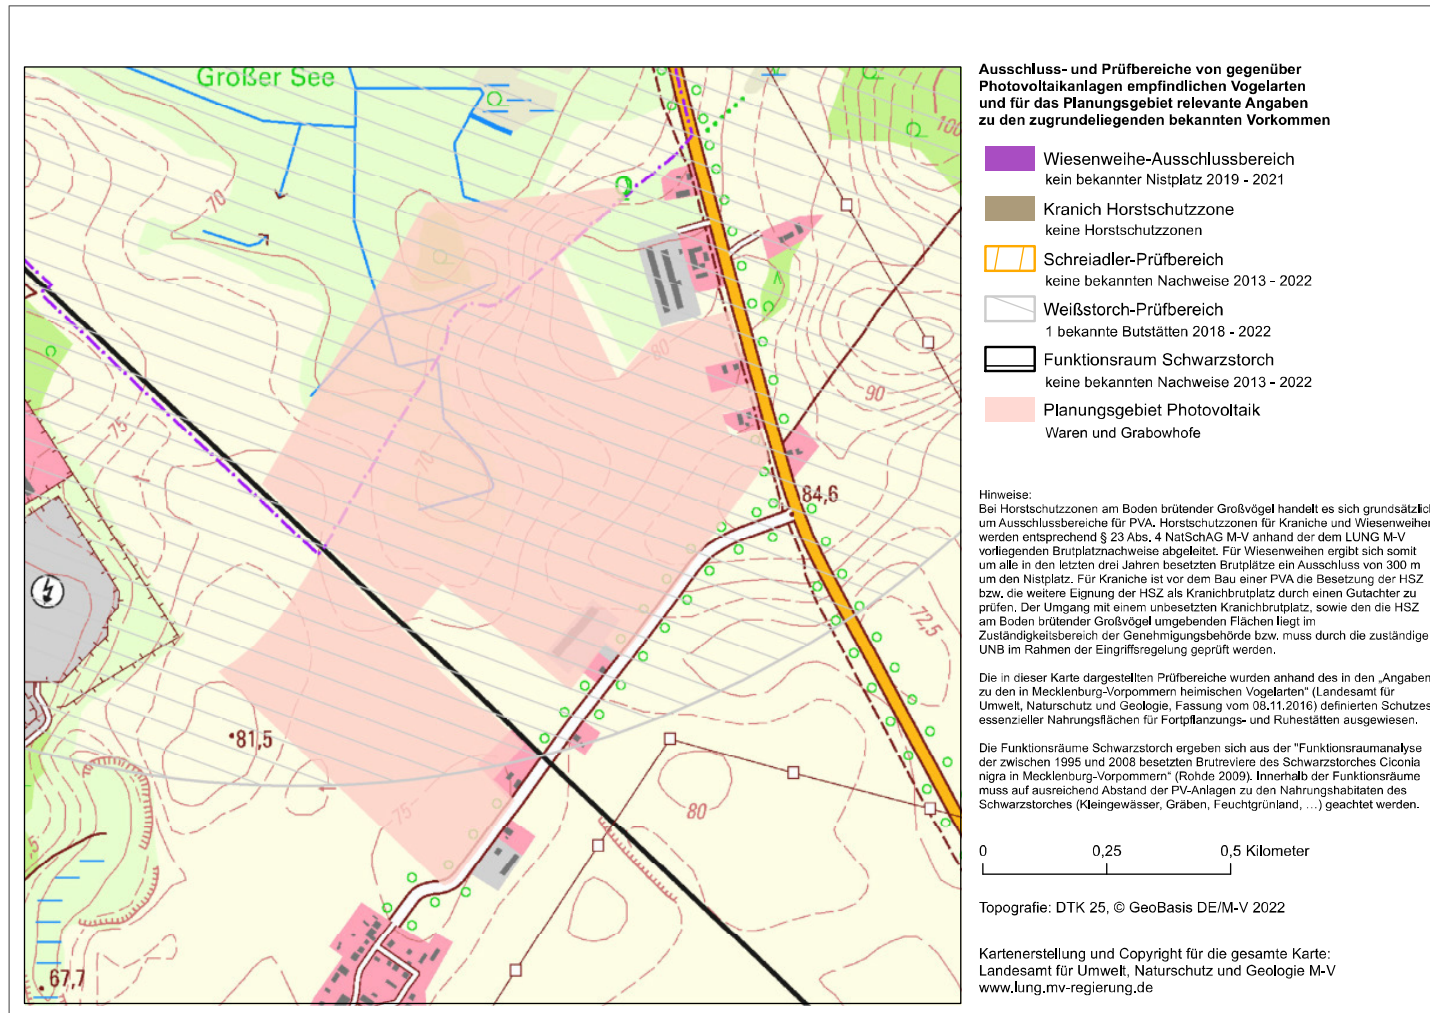 Großer See
70
100
75
80
90
70
84,6
72,5
81,5
75
80
67,7
Ausschluss- und Prüfbereiche von gegenüber
Photovoltaikanlagen empfindlichen Vogelarten
und für das Planungsgebiet relevante Angaben
zu den zugrundeliegenden bekannten Vorkommen
Wiesenweihe-Ausschlussbereich
kein bekannter Nistplatz 2019 - 2021
Kranich Horstschutzzone
keine Horstschutzzonen
Schreiadler-Prüfbereich
keine bekannten Nachweise 2013 - 2022
Weißstorch-Prüfbereich
1 bekannte Butstätten 2018 - 2022
Funktionsraum Schwarzstorch
keine bekannten Nachweise 2013 - 2022
Planungsgebiet Photovoltaik
Waren und Grabowhofe
Hinweise:
Bei Horstschutzzonen am Boden brütender Großvögel handelt es sich grundsätzlich
um Ausschlussbereiche für PVA. Horstschutzzonen für Kraniche und Wiesenweihen
werden entsprechend § 23 Abs. 4 NatSchAG M-V anhand der dem LUNG M-V
vorliegenden Brutplatznachweise abgeleitet. Für Wiesenweihen ergibt sich somit
um alle in den letzten drei Jahren besetzten Brutplätze ein Ausschluss von 300 m
um den Nistplatz. Für Kraniche ist vor dem Bau einer PVA die Besetzung der HSZ
bzw. die weitere Eignung der HSZ als Kranichbrutplatz durch einen Gutachter zu
prüfen. Der Umgang mit einem unbesetzten Kranichbrutplatz, sowie den die HSZ
am Boden brütender Großvögel umgebenden Flächen liegt im
Zuständigkeitsbereich der Genehmigungsbehörde bzw. muss durch die zuständige
UNB im Rahmen der Eingriffsregelung geprüft werden.
Die in dieser Karte dargestellten Prüfbereiche wurden anhand des in den „Angaben
zu den in Mecklenburg-Vorpommern heimischen Vogelarten" (Landesamt für
Umwelt, Naturschutz und Geologie, Fassung vom 08.11.2016) definierten Schutzes
essenzieller Nahrungsflächen für Fortpflanzungs- und Ruhestätten ausgewiesen.
Die Funktionsräume Schwarzstorch ergeben sich aus der "Funktionsraumanalyse
der zwischen 1995 und 2008 besetzten Brutreviere des Schwarzstorches Ciconia
nigra in Mecklenburg-Vorpommern“ (Rohde 2009). Innerhalb der Funktionsräume
muss auf ausreichend Abstand der PV-Anlagen zu den Nahrungshabitaten des
Schwarzstorches (Kleingewässer, Gräben, Feuchtgrünland, ...) geachtet werden.
0 0,25 0,5 Kilometer
Topografie: DTK 25, © GeoBasis DE/M-V 2022
Kartenerstellung und Copyright für die gesamte Karte:
Landesamt für Umwelt, Naturschutz und Geologie M-V
www.lung.mv-regierung.de